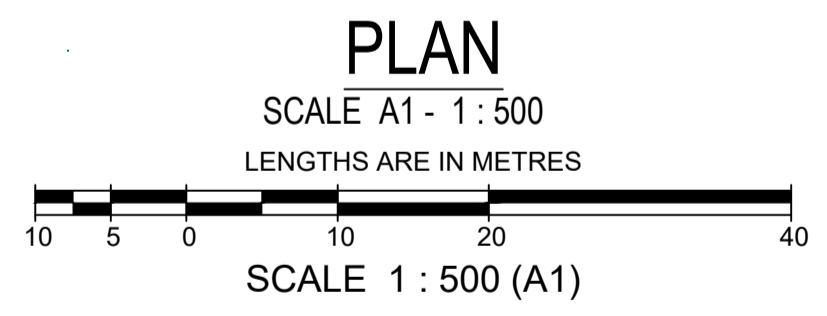 PLAN
SCALE A1 - 1 : 500
LENGTHS ARE IN METRES
10 5 0 10 20 40
SCALE 1 : 500 (A1)